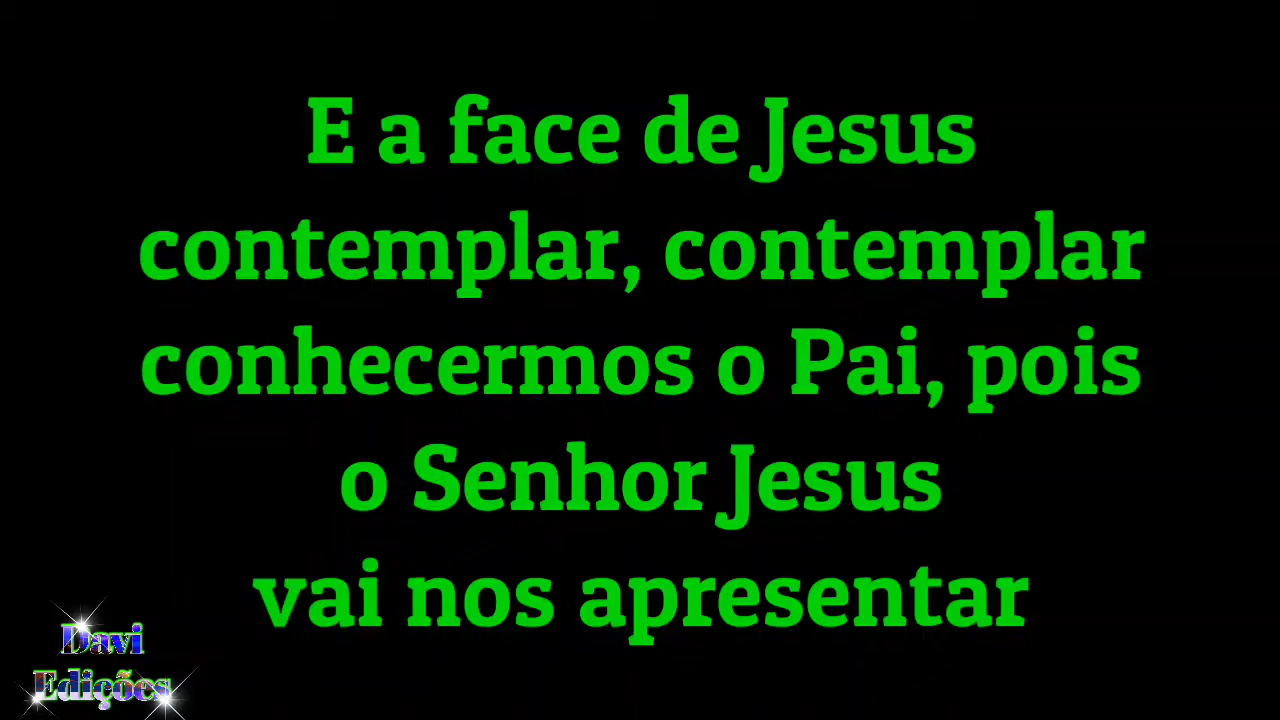 E a face de Jesus
contemplar, contemplar
conhecermos o Pai, pois
o Senhor Jesus
vai nos apresentar
Davi
Edições